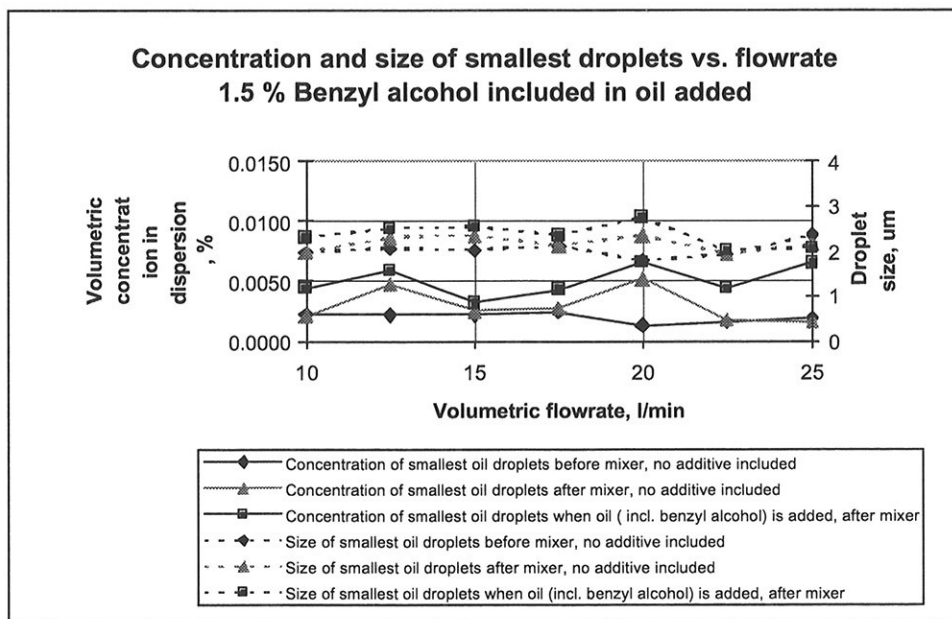 Concentration and size of smallest droplets vs. flowrate
1.5 % Benzyl alcohol included in oil added
Volumetric
concentrat
ion in
dispersion
, %
0.0150
0.0100
0.0050
0.0000
4
3
2
1
0
Droplet
size, um
10
15
20
25
Volumetric flowrate, l/min
Concentration of smallest oil droplets before mixer, no additive included
Concentration of smallest oil droplets after mixer, no additive included
Concentration of smallest oil droplets when oil ( incl. benzyl alcohol) is added, after mixer
Size of smallest oil droplets before mixer, no additive included
Size of smallest oil droplets after mixer, no additive included
Size of smallest oil droplets when oil (incl. benzyl alcohol) is added, after mixer